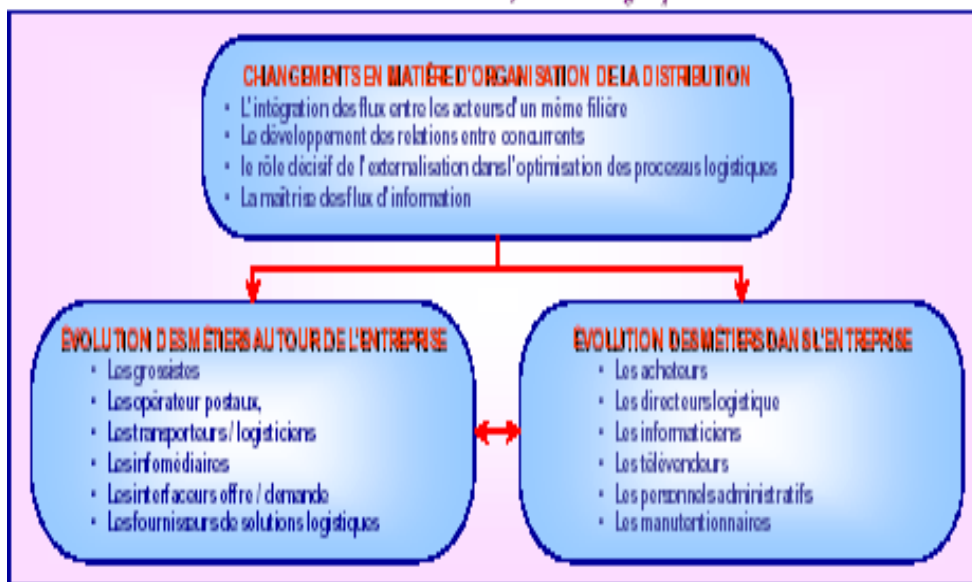 CHANGEMENTS EN MATIÈRE D'ORGANISATION DE LA DISTRIBUTION
• L'intégration des flux entre les acteurs d'un même filière
• Le développement des relations entre concurrents
• le rôle décisif de l'externalisation dans l'optimisation des processus logistiques
• La maîtrise des flux d'information
ÉVOLUTION DES MÉTIERS AUTOUR DE L'ENTREPRISE
• Les grossistes
• Les opérateur postaux,
• Les transporteurs / logisticiens
• Les infomédiaires
• Les interfaceurs offre / demande
• Les fournisseurs de solutions logistiques
ÉVOLLUTION DES MÉTIERS DANS L'ENTREPRISE
• Les acheteurs
• Les directeurs logistique
• Les informaticiens
• Les télévendeurs
• Les personnels administratifs
• Les manutentionnaires